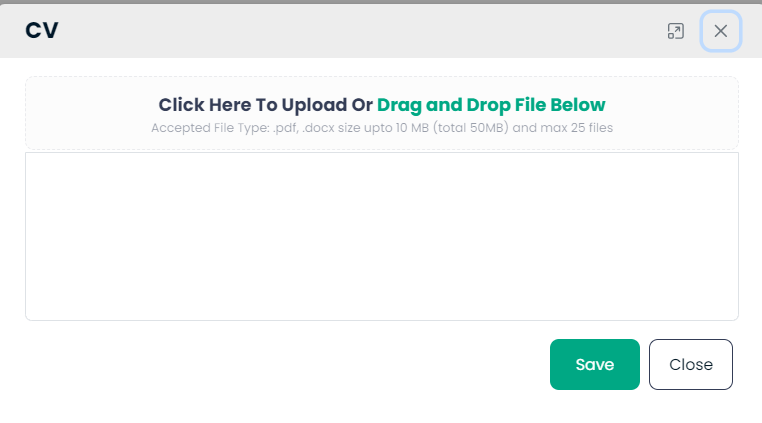 CV
Click Here To Upload Or Drag and Drop File Below
Accepted File Type: .pdf, .docx size upto 10 MB (total 50MB) and max 25 files
Save
Close